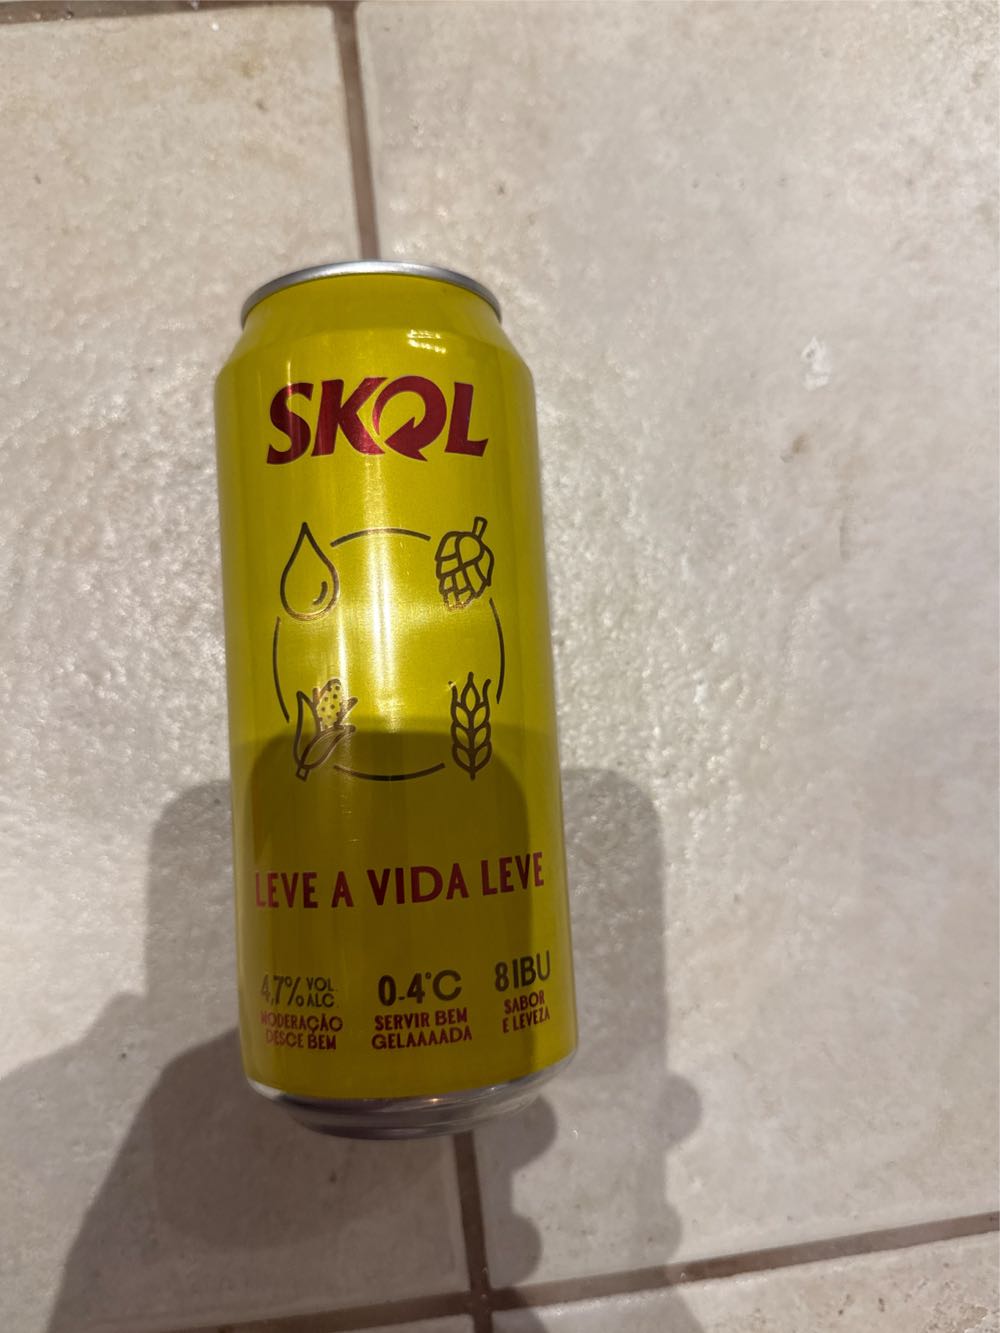 SKOL
LEVE A VIDA LEVE
4,7% VOL. ALC.
MODERAÇÃO
DESCE BEM
0-4°C
SERVIR BEM
GELAAAADA
8 IBU
SABOR
E LEVEZA